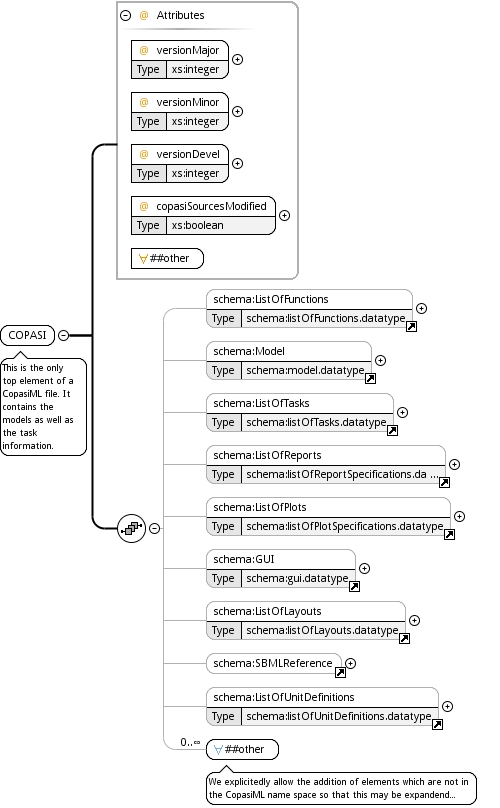 @ Attributes
@ versionMajor
Type xs:integer
@ versionMinor
Type xs:integer
@ versionDevel
Type xs:integer
@ copasiSourcesModified
Type xs:boolean
∀ ##other
COPASI
This is the only
top element of a
CopasiML file. It
contains the
models as well as
the task
information.
schema:ListOfFunctions
Type schema:listOfFunctions.datatype
schema:Model
Type schema:model.datatype
schema:ListOfTasks
Type schema:listOfTasks.datatype
schema:ListOfReports
Type schema:listOfReportSpecifications.da ...
schema:ListOfPlots
Type schema:listOfPlotSpecifications.datatype
schema:GUI
Type schema:gui.datatype
schema:ListOfLayouts
Type schema:listOfLayouts.datatype
schema:SBMLReference
schema:ListOfUnitDefinitions
Type schema:listOfUnitDefinitions.datatype
0..∞
∀ ##other
We explicitedly allow the addition of elements which are not in
the CopasiML name space so that this may be expandend...